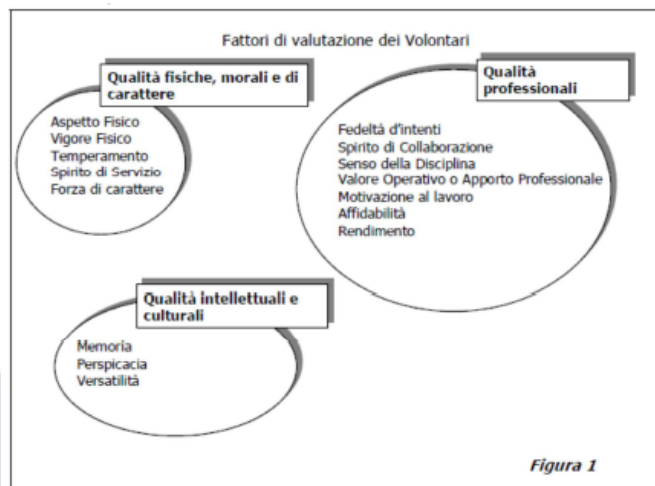 Fattori di valutazione dei Volontari
Qualità fisiche, morali e di
carattere
Aspetto Fisico
Vigore Fisico
Temperamento
Spirito di Servizio
Forza di carattere
Qualità
professionali
Fedeltà d'intenti
Spirito di Collaborazione
Senso della Disciplina
Valore Operativo o Apporto Professionale
Motivazione al lavoro
Affidabilità
Rendimento
Qualità intellettuali e
culturali
Memoria
Perspicacia
Versatilità
Figura 1